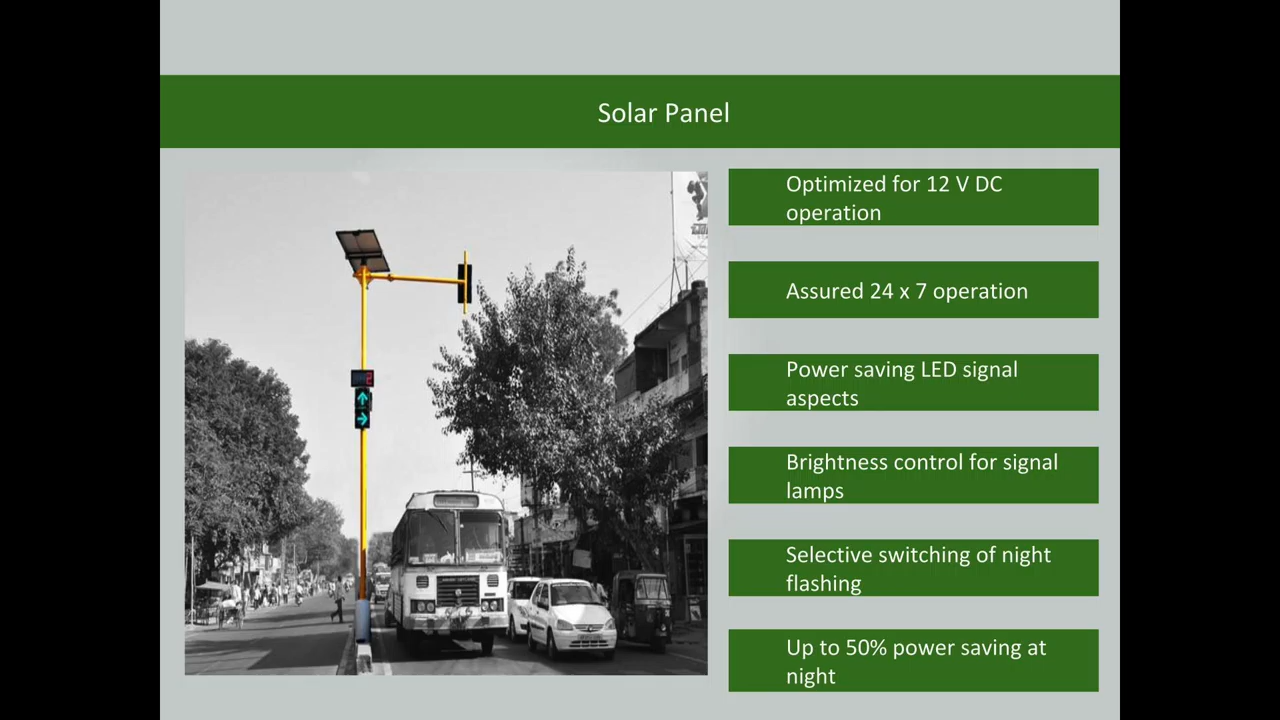 Solar Panel
Optimized for 12 V DC
operation
Assured 24 x 7 operation
Power saving LED signal
aspects
Brightness control for signal
lamps
Selective switching of night
flashing
Up to 50% power saving at
night
2